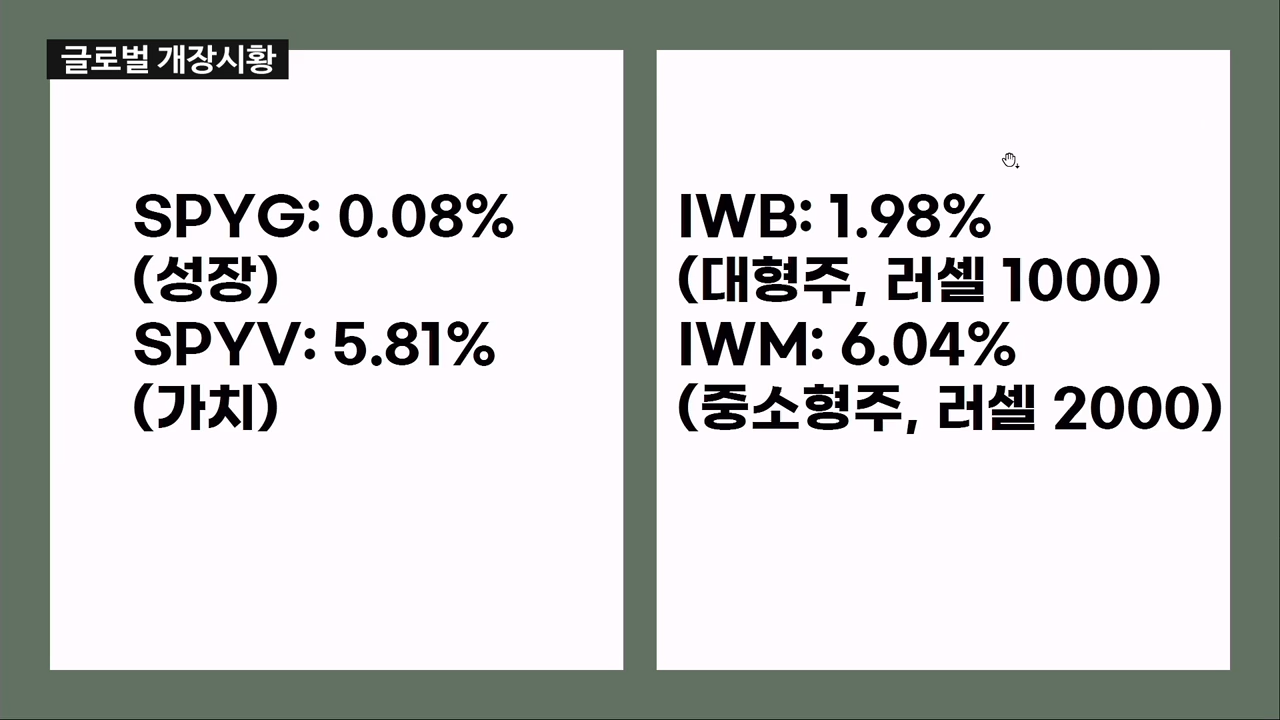 글로벌 개장시황
SPYG: 0.08%
(성장)
SPYV: 5.81%
(가치)
IWB: 1.98%
(대형주, 러셀 1000)
IWM: 6.04%
(중소형주, 러셀 2000)